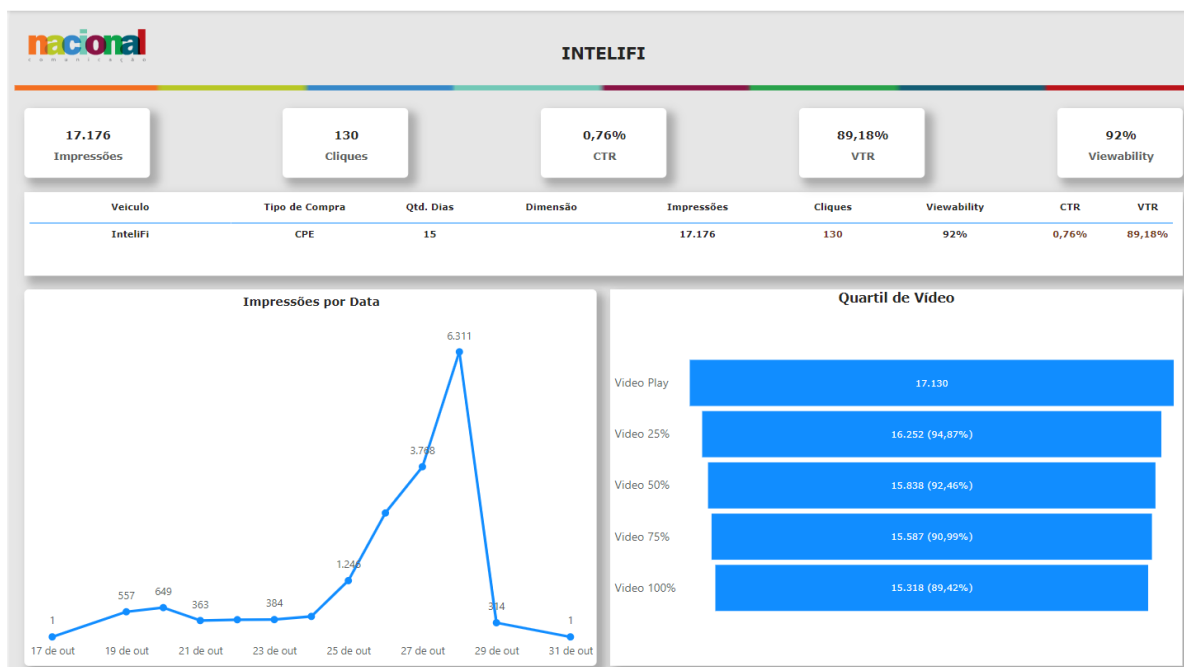 nacional
comunicação
INTELIFI
17.176
Impressões
130
Cliques
0,76%
CTR
89,18%
VTR
92%
Viewability
Veiculo Tipo de Compra Qtd. Dias Dimensão Impressões Cliques Viewability CTR VTR
InteliFi CPE 15 17.176 130 92% 0,76% 89,18%
Impressões por Data
6.311
3.768
1.246
649
557
363
384
314
1
1
17 de out 19 de out 21 de out 23 de out 25 de out 27 de out 29 de out 31 de out
Quartil de Vídeo
Video Play 17.130
Video 25% 16.252 (94,87%)
Video 50% 15.838 (92,46%)
Video 75% 15.587 (90,99%)
Video 100% 15.318 (89,42%)